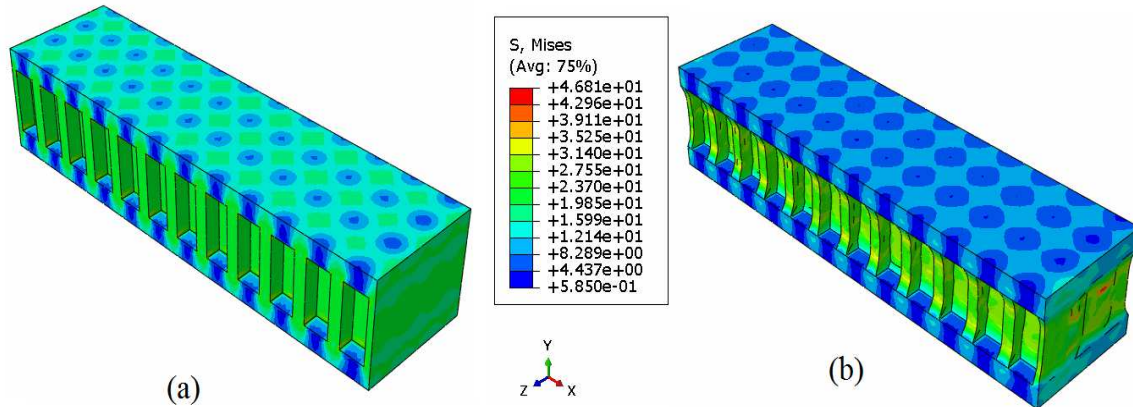 S, Mises
(Avg: 75%)
+4.681e+01
+4.296e+01
+3.911e+01
+3.525e+01
+3.140e+01
+2.755e+01
+2.370e+01
+1.985e+01
+1.599e+01
+1.214e+01
+8.289e+00
+4.437e+00
+5.850e-01
Y
Z X
(a)
(b)